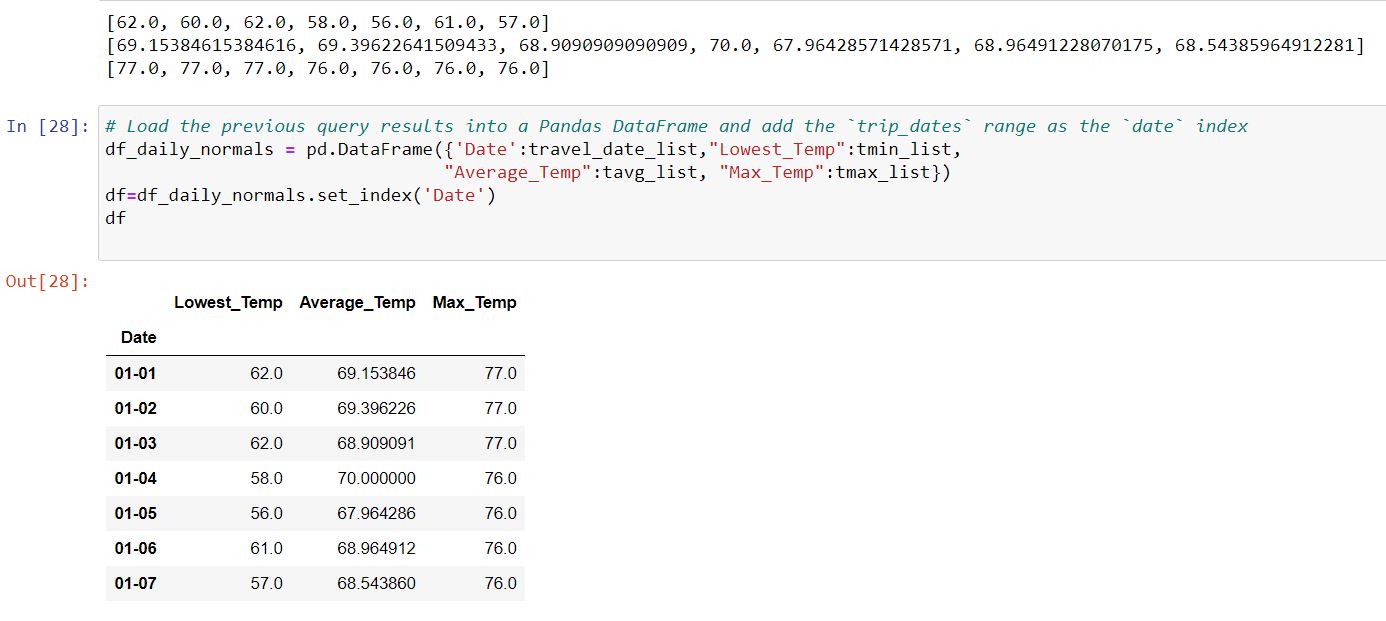 [62.0, 60.0, 62.0, 58.0, 56.0, 61.0, 57.0]
[69.15384615384616, 69.39622641509433, 68.9090909090909, 70.0, 67.96428571428571, 68.96491228070175, 68.54385964912281]
[77.0, 77.0, 77.0, 76.0, 76.0, 76.0, 76.0]
In [28]: # Load the previous query results into a Pandas DataFrame and add the `trip_dates` range as the `date` index
df_daily_normals = pd.DataFrame({'Date':travel_date_list,"Lowest_Temp":tmin_list,
"Average_Temp":tavg_list, "Max_Temp":tmax_list})
df=df_daily_normals.set_index('Date')
df
Out[28]:
Lowest_Temp Average_Temp Max_Temp
Date
01-01 62.0 69.153846 77.0
01-02 60.0 69.396226 77.0
01-03 62.0 68.909091 77.0
01-04 58.0 70.000000 76.0
01-05 56.0 67.964286 76.0
01-06 61.0 68.964912 76.0
01-07 57.0 68.543860 76.0